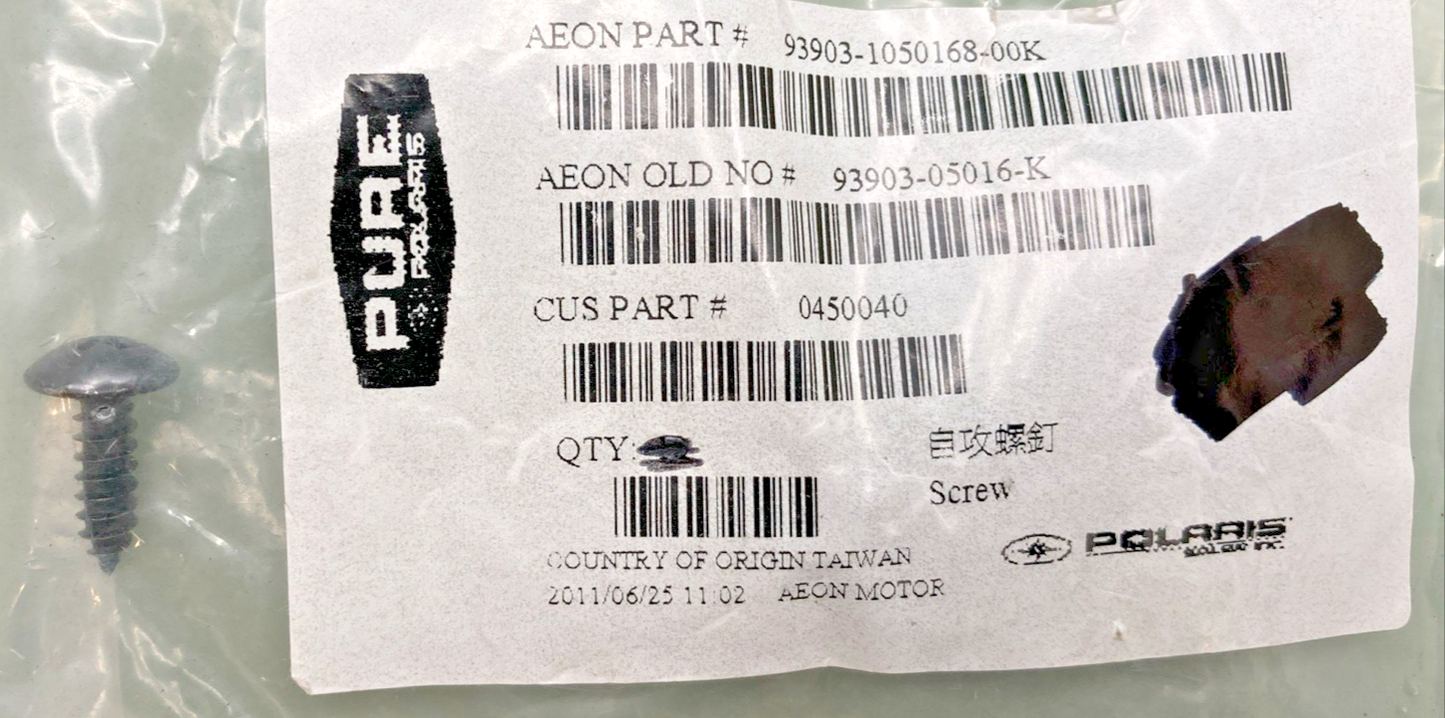 PURE
POLARIS
AEON PART # 93903-1050168-00K
AEON OLD NO # 93903-05016-K
CUS PART # 0450040
QTY:
自攻螺釘
Screw
POLARIS
COUNTRY OF ORIGIN TAIWAN
2011/06/25 11:02 AEON MOTOR